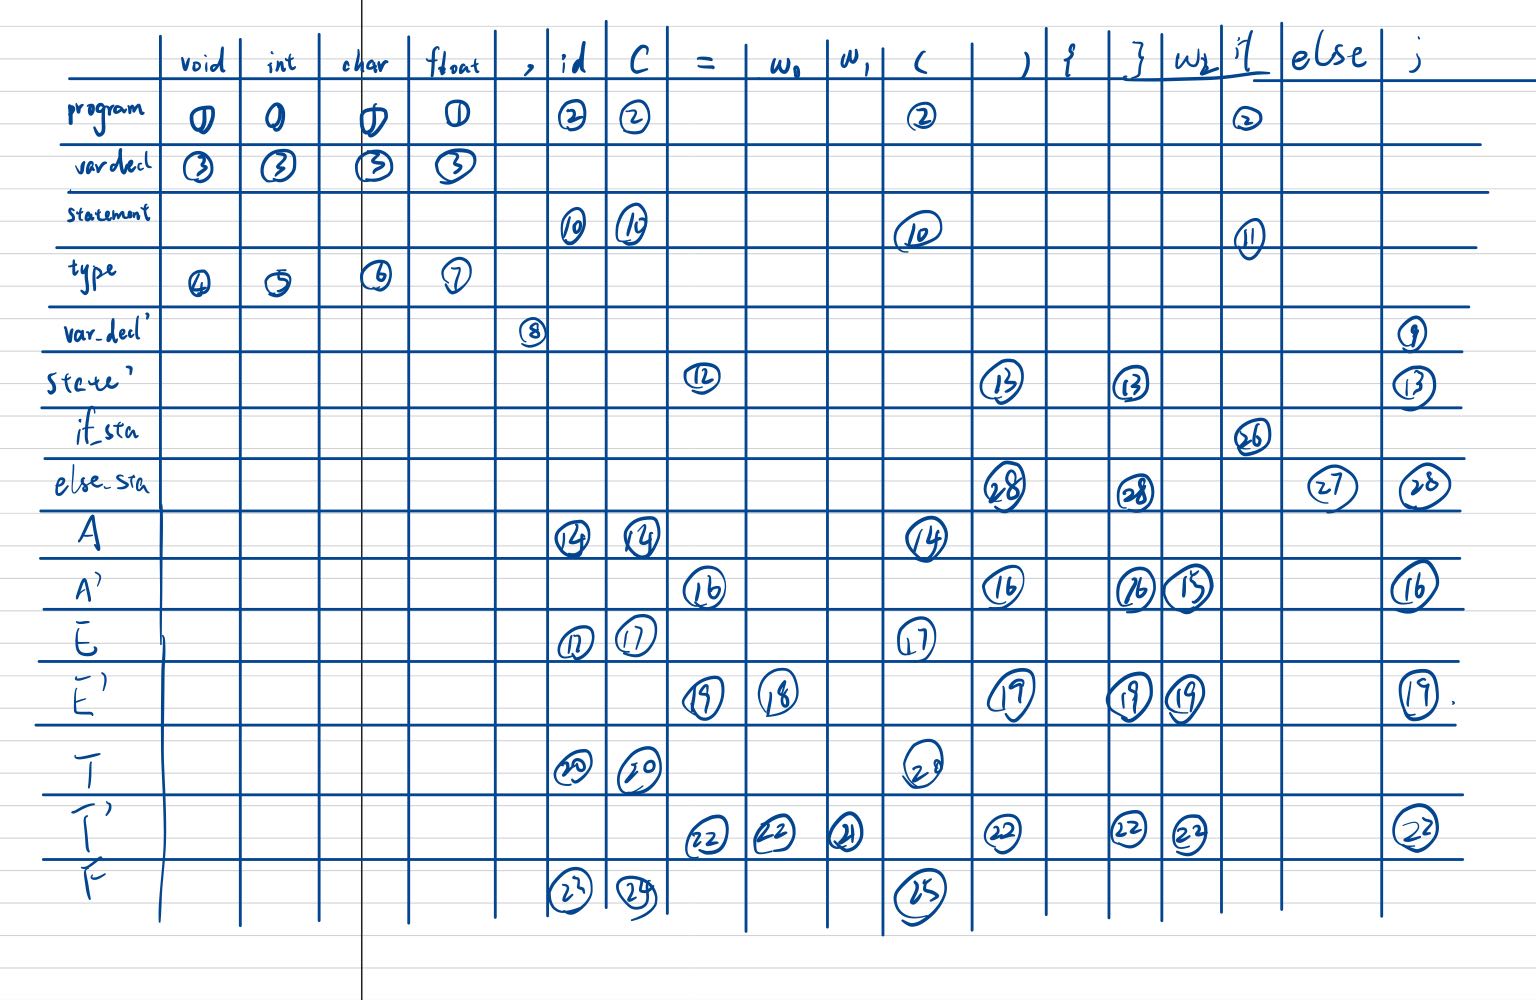 void int char float , id C = w₀ w₁ ( ) { } w₂ if else ;
program ① ① ① ① ② ② ② ②
vardecl ③ ③ ③ ③
statement ⑩ ⑩ ⑩ ⑪
type ④ ⑤ ⑥ ⑦
var_decl' ⑧ ⑨
state' ⑫ ⑬ ⑬ ⑬
if_sta ㉖
else_sta ㉘ ㉘ ㉗ ㉘
A ⑭ ⑭ ⑭
A' ⑯ ⑯ ⑯ ⑮ ⑯
E ⑰ ⑰ ⑰
E' ⑲ ⑱ ⑲ ⑲ ⑲ ⑲
T ⑳ ⑳ ⑳
T' ㉒ ㉒ ㉑ ㉒ ㉒ ㉒ ㉒
F ㉓ ㉔ ㉕